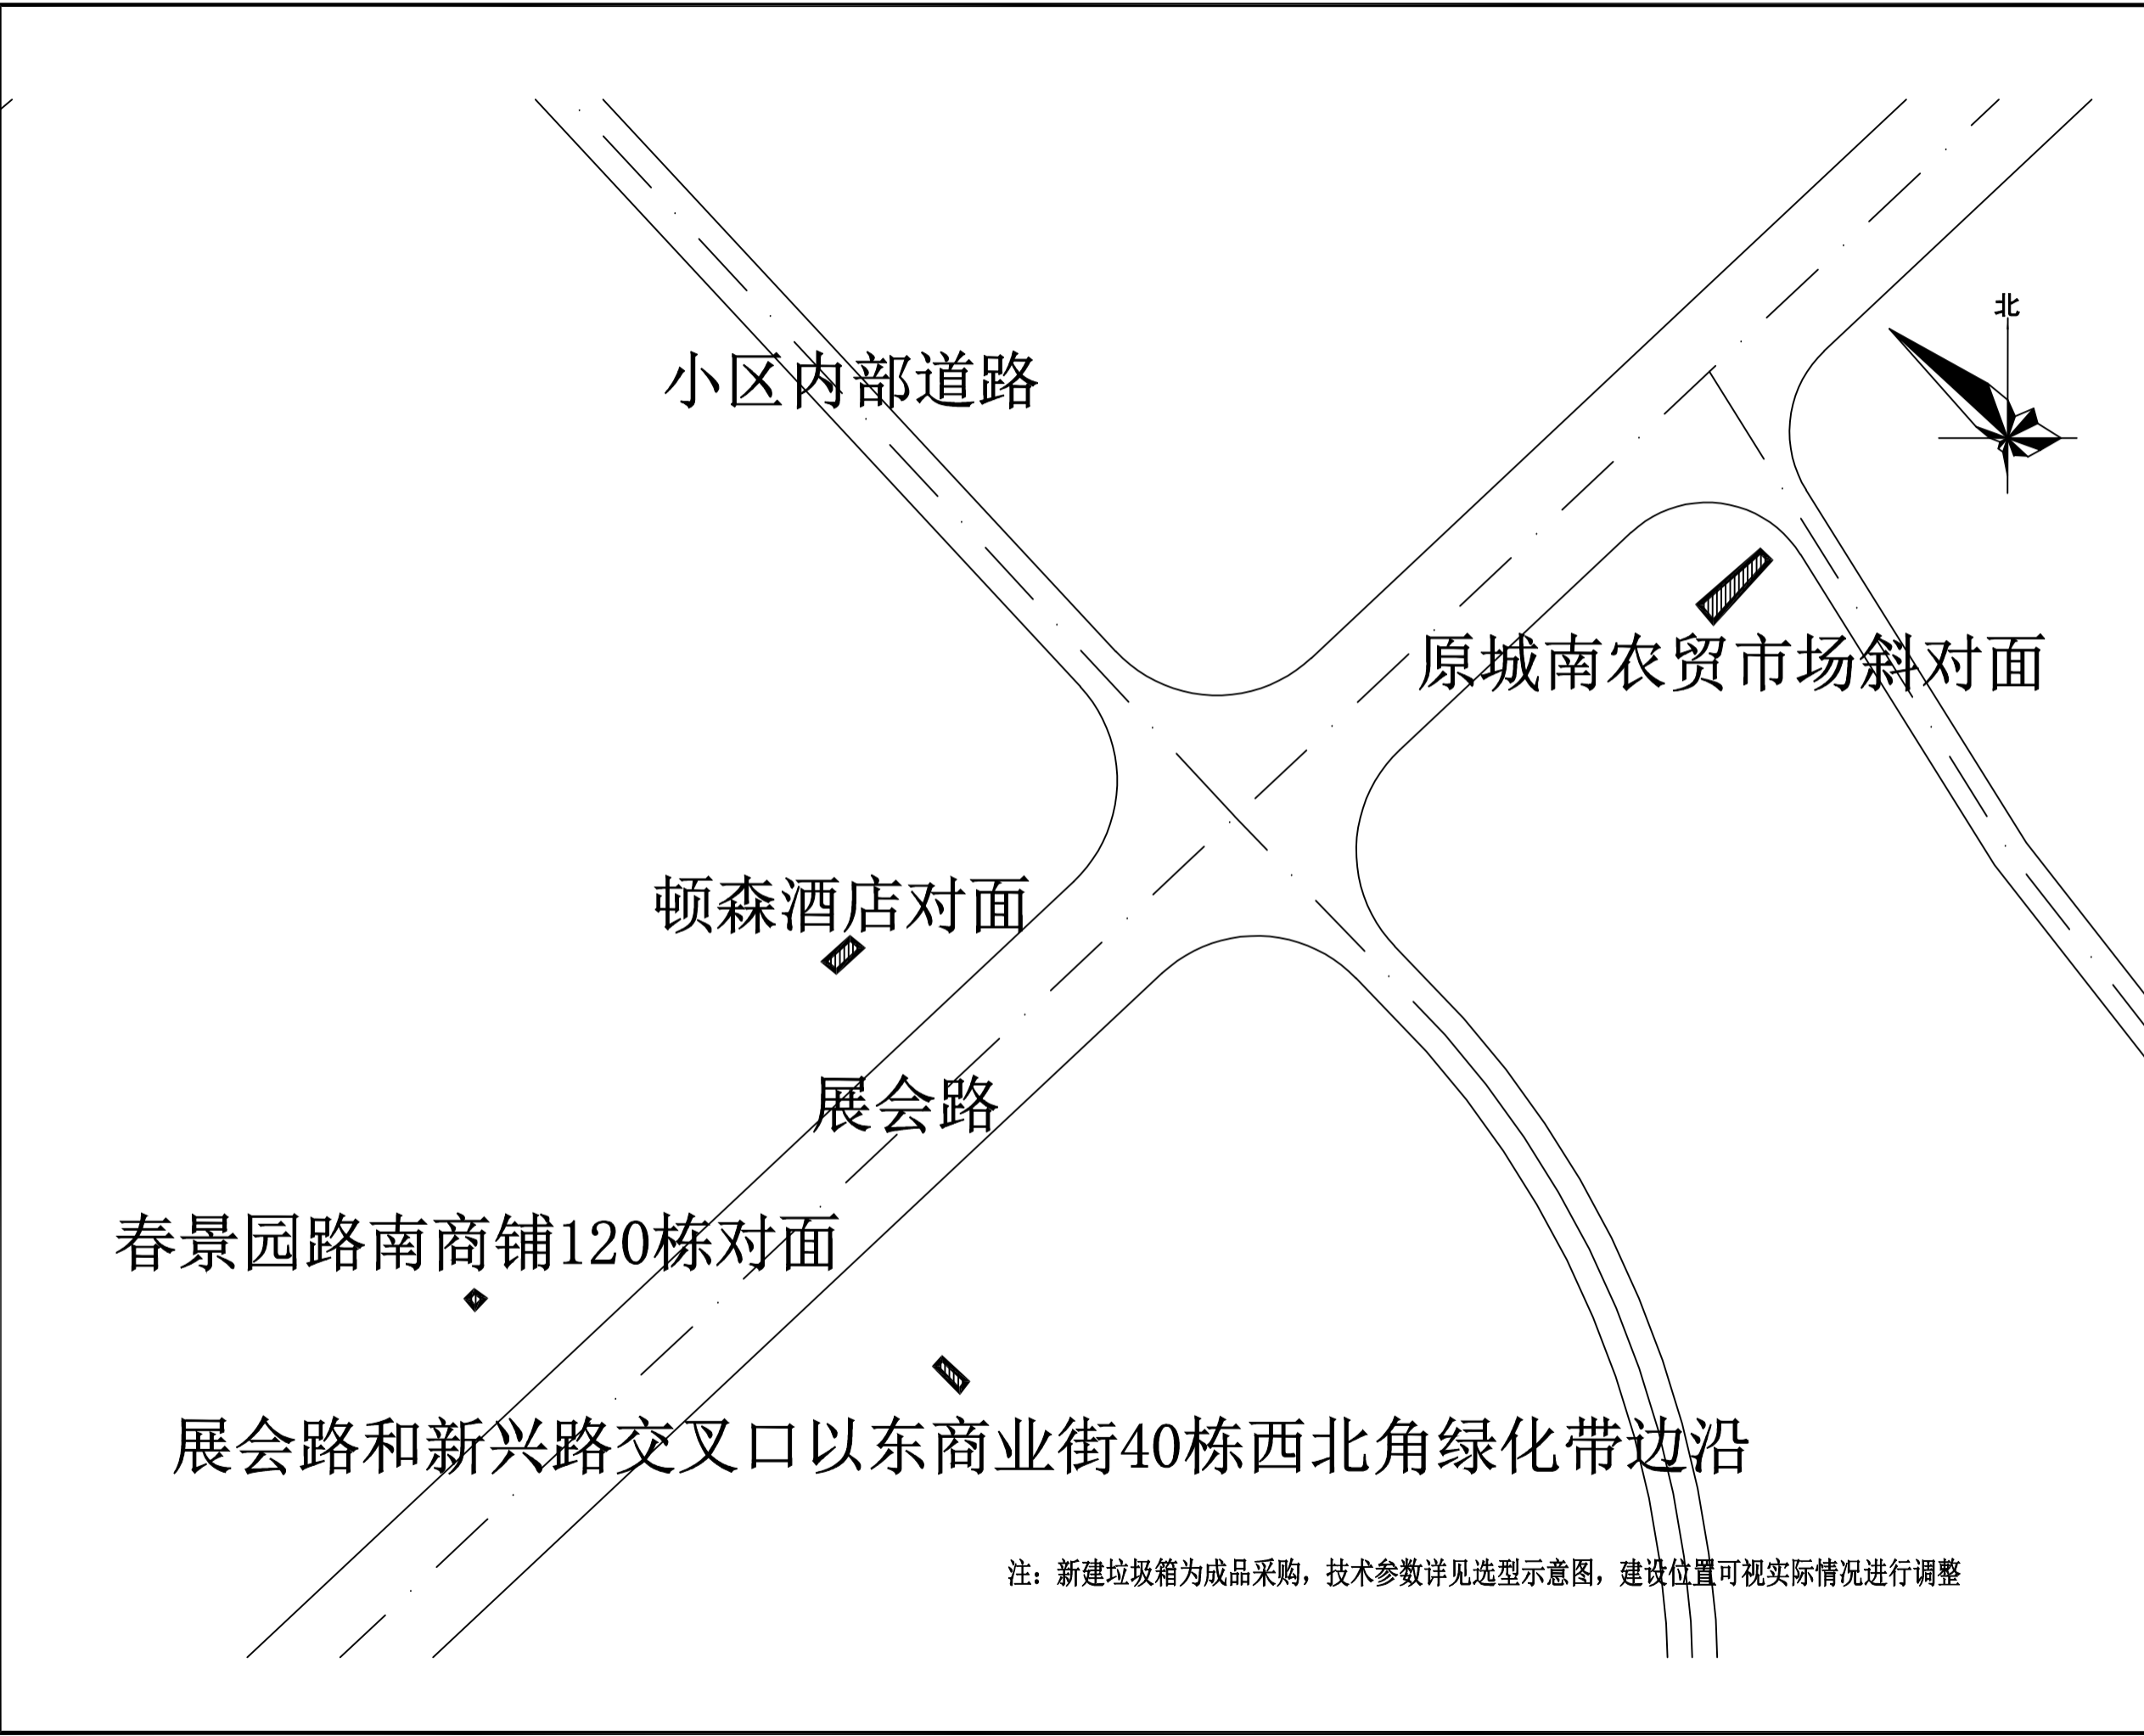 北
小区内部道路
原城南农贸市场斜对面
顿森酒店对面
展会路
春景园路南商铺120栋对面
展会路和新兴路交叉口以东商业街40栋西北角绿化带边沿
注：新建垃圾箱为成品采购，技术参数详见选型示意图，建设位置可视实际情况进行调整